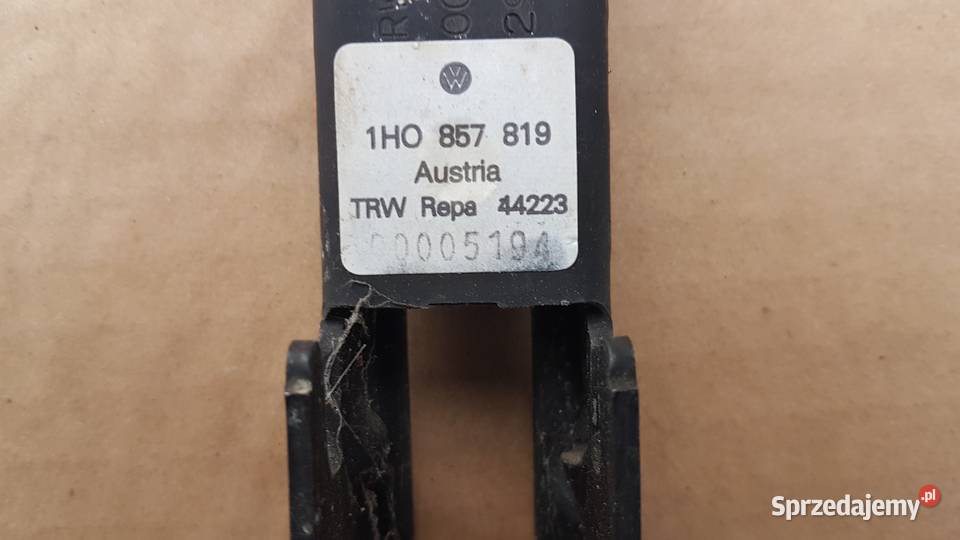 1HO 857 819
Austria
TRW Repa 44223
Sprzedajemy.pl